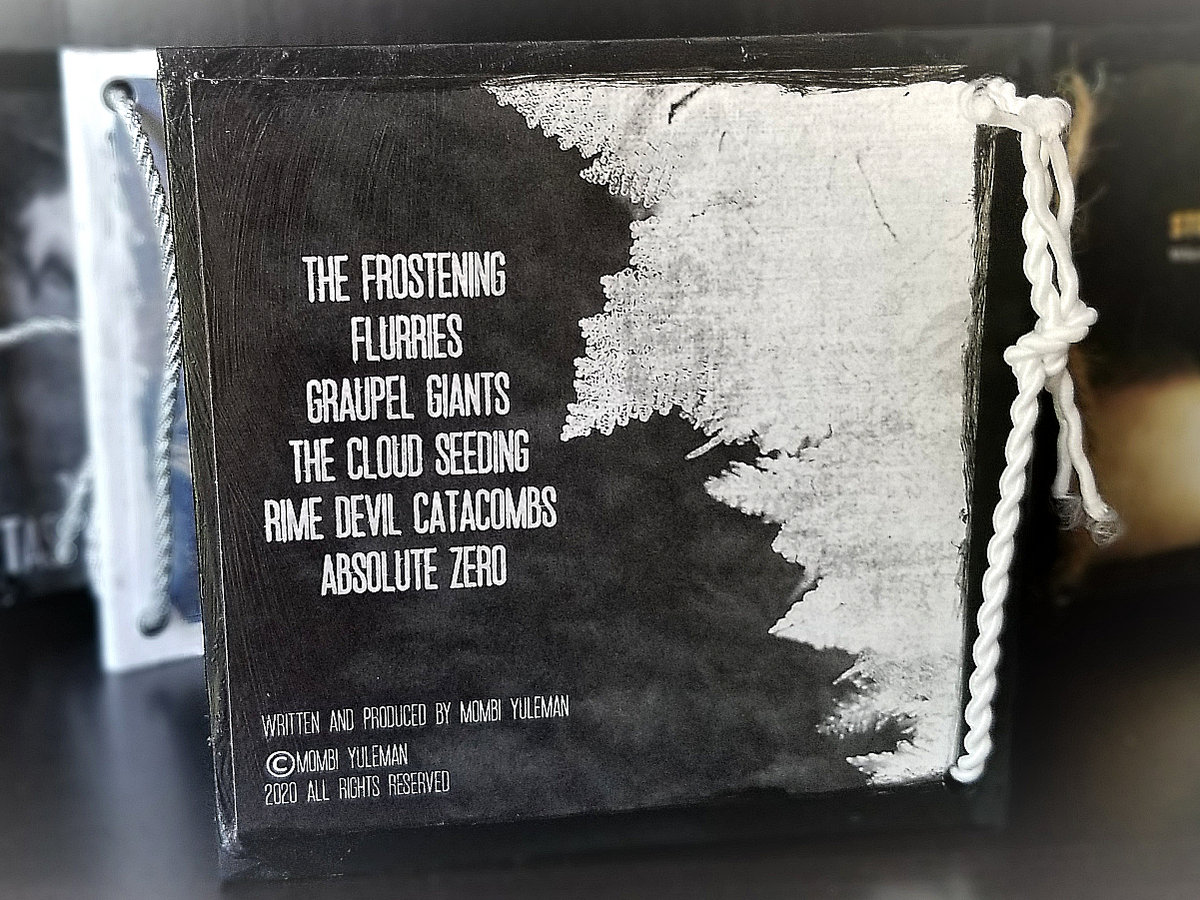 THE FROSTENING
FLURRIES
GRAUPEL GIANTS
THE CLOUD SEEDING
RIME DEVIL CATACOMBS
ABSOLUTE ZERO
WRITTEN AND PRODUCED BY MOMBI YULEMAN
©MOMBI YULEMAN
2020 ALL RIGHTS RESERVED